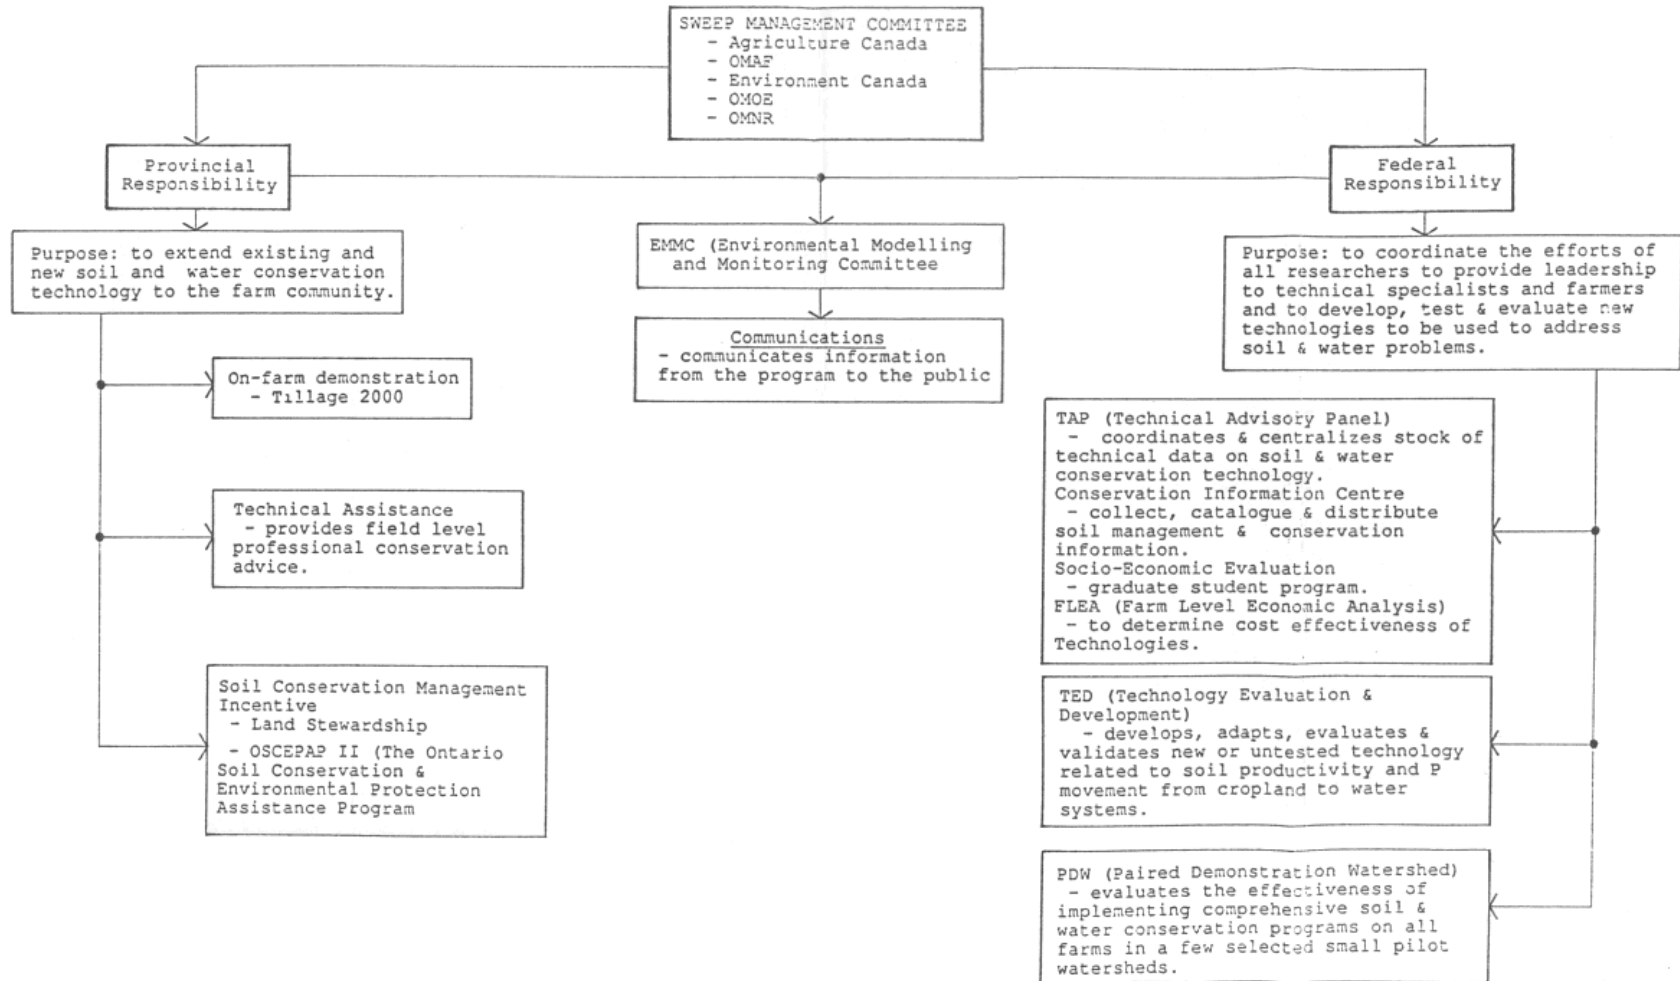 SWEEP MANAGEMENT COMMITTEE
- Agriculture Canada
- OMAF
- Environment Canada
- OMOE
- OMNR
Provincial
Responsibility
Federal
Responsibility
Purpose: to extend existing and
new soil and water conservation
technology to the farm community.
EMMC (Environmental Modelling
and Monitoring Committee
Purpose: to coordinate the efforts of
all researchers to provide leadership
to technical specialists and farmers
and to develop, test & evaluate new
technologies to be used to address
soil & water problems.
Communications
- communicates information
from the program to the public
On-farm demonstration
- Tillage 2000
Technical Assistance
- provides field level
professional conservation
advice.
Soil Conservation Management
Incentive
- Land Stewardship
- OSCEPAP II (The Ontario
Soil Conservation &
Environmental Protection
Assistance Program
TAP (Technical Advisory Panel)
- coordinates & centralizes stock of
technical data on soil & water
conservation technology.
Conservation Information Centre
- collect, catalogue & distribute
soil management & conservation
information.
Socio-Economic Evaluation
- graduate student program.
FLEA (Farm Level Economic Analysis)
- to determine cost effectiveness of
Technologies.
TED (Technology Evaluation &
Development)
- develops, adapts, evaluates &
validates new or untested technology
related to soil productivity and P
movement from cropland to water
systems.
PDW (Paired Demonstration Watershed)
- evaluates the effectiveness of
implementing comprehensive soil &
water conservation programs on all
farms in a few selected small pilot
watersheds.